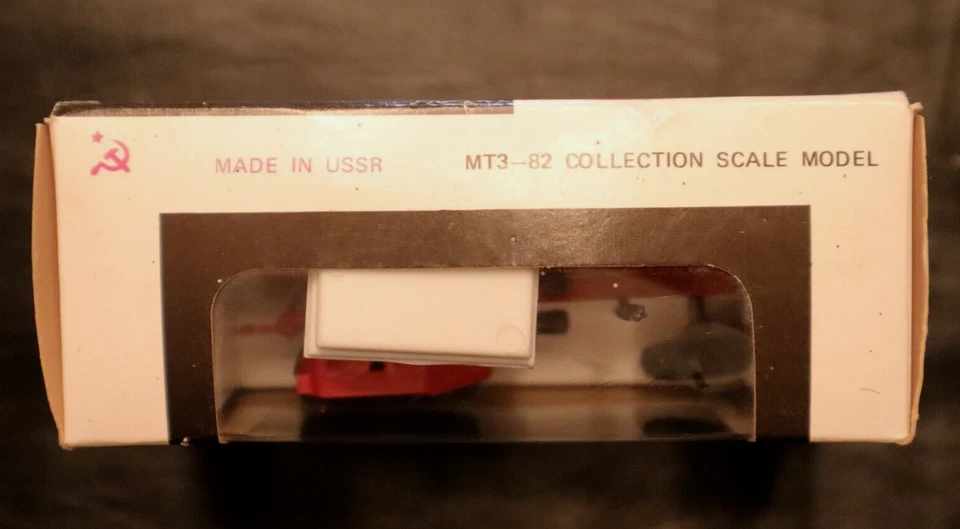 MADE IN USSR
MT3-82 COLLECTION SCALE MODEL